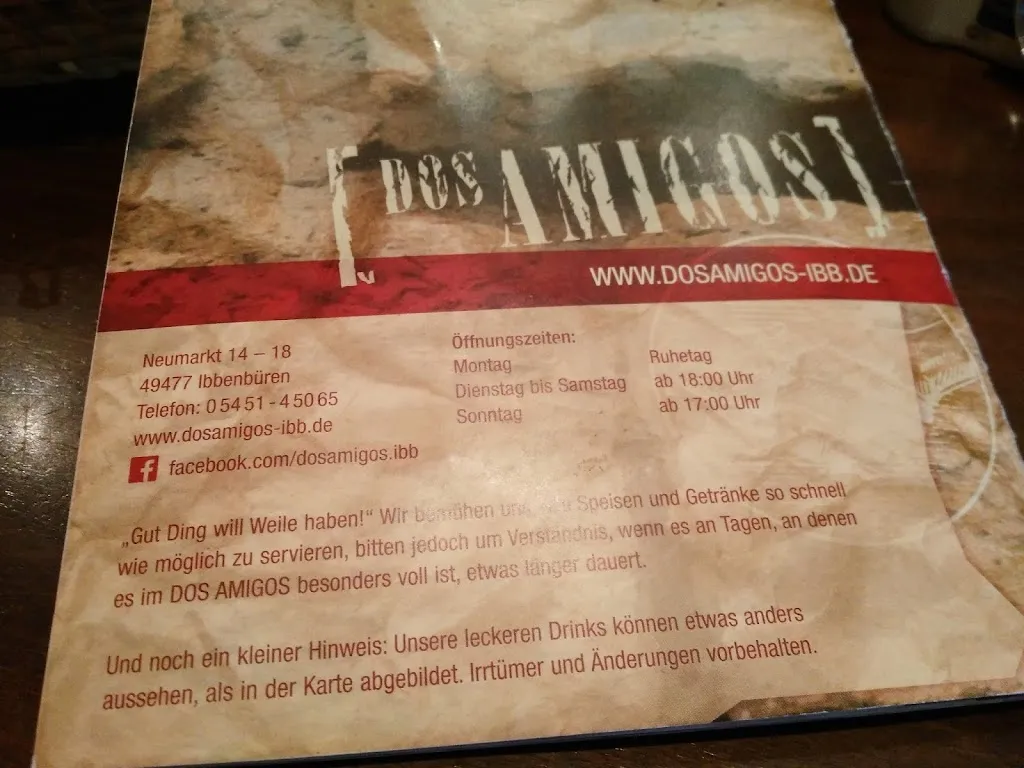 [ DOS AMIGOS ]
WWW.DOSAMIGOS-IBB.DE
Neumarkt 14 – 18
49477 Ibbenbüren
Telefon: 0 54 51 - 4 50 65
www.dosamigos-ibb.de
facebook.com/dosamigos.ibb
Öffnungszeiten:
Montag Ruhetag
Dienstag bis Samstag ab 18:00 Uhr
Sonntag ab 17:00 Uhr
„Gut Ding will Weile haben!“ Wir bemühen uns, Speisen und Getränke so schnell
wie möglich zu servieren, bitten jedoch um Verständnis, wenn es an Tagen, an denen
es im DOS AMIGOS besonders voll ist, etwas länger dauert.
Und noch ein kleiner Hinweis: Unsere leckeren Drinks können etwas anders
aussehen, als in der Karte abgebildet. Irrtümer und Änderungen vorbehalten.